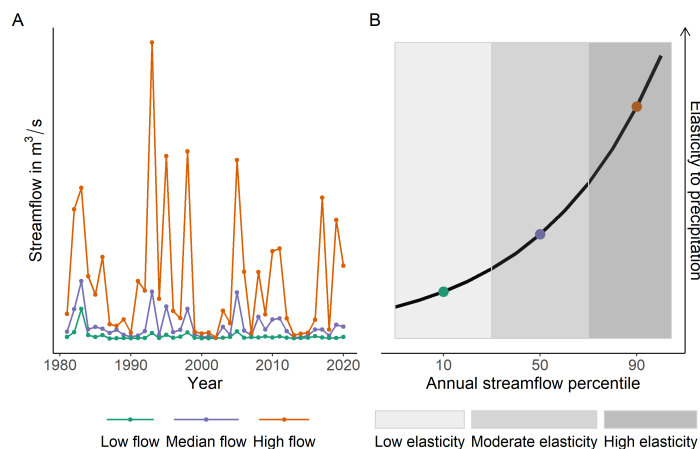 A
Streamflow in m³/s
1980 1990 2000 2010 2020
Year
Low flow Median flow High flow
B
Elasticity to precipitation
10 50 90
Annual streamflow percentile
Low elasticity Moderate elasticity High elasticity